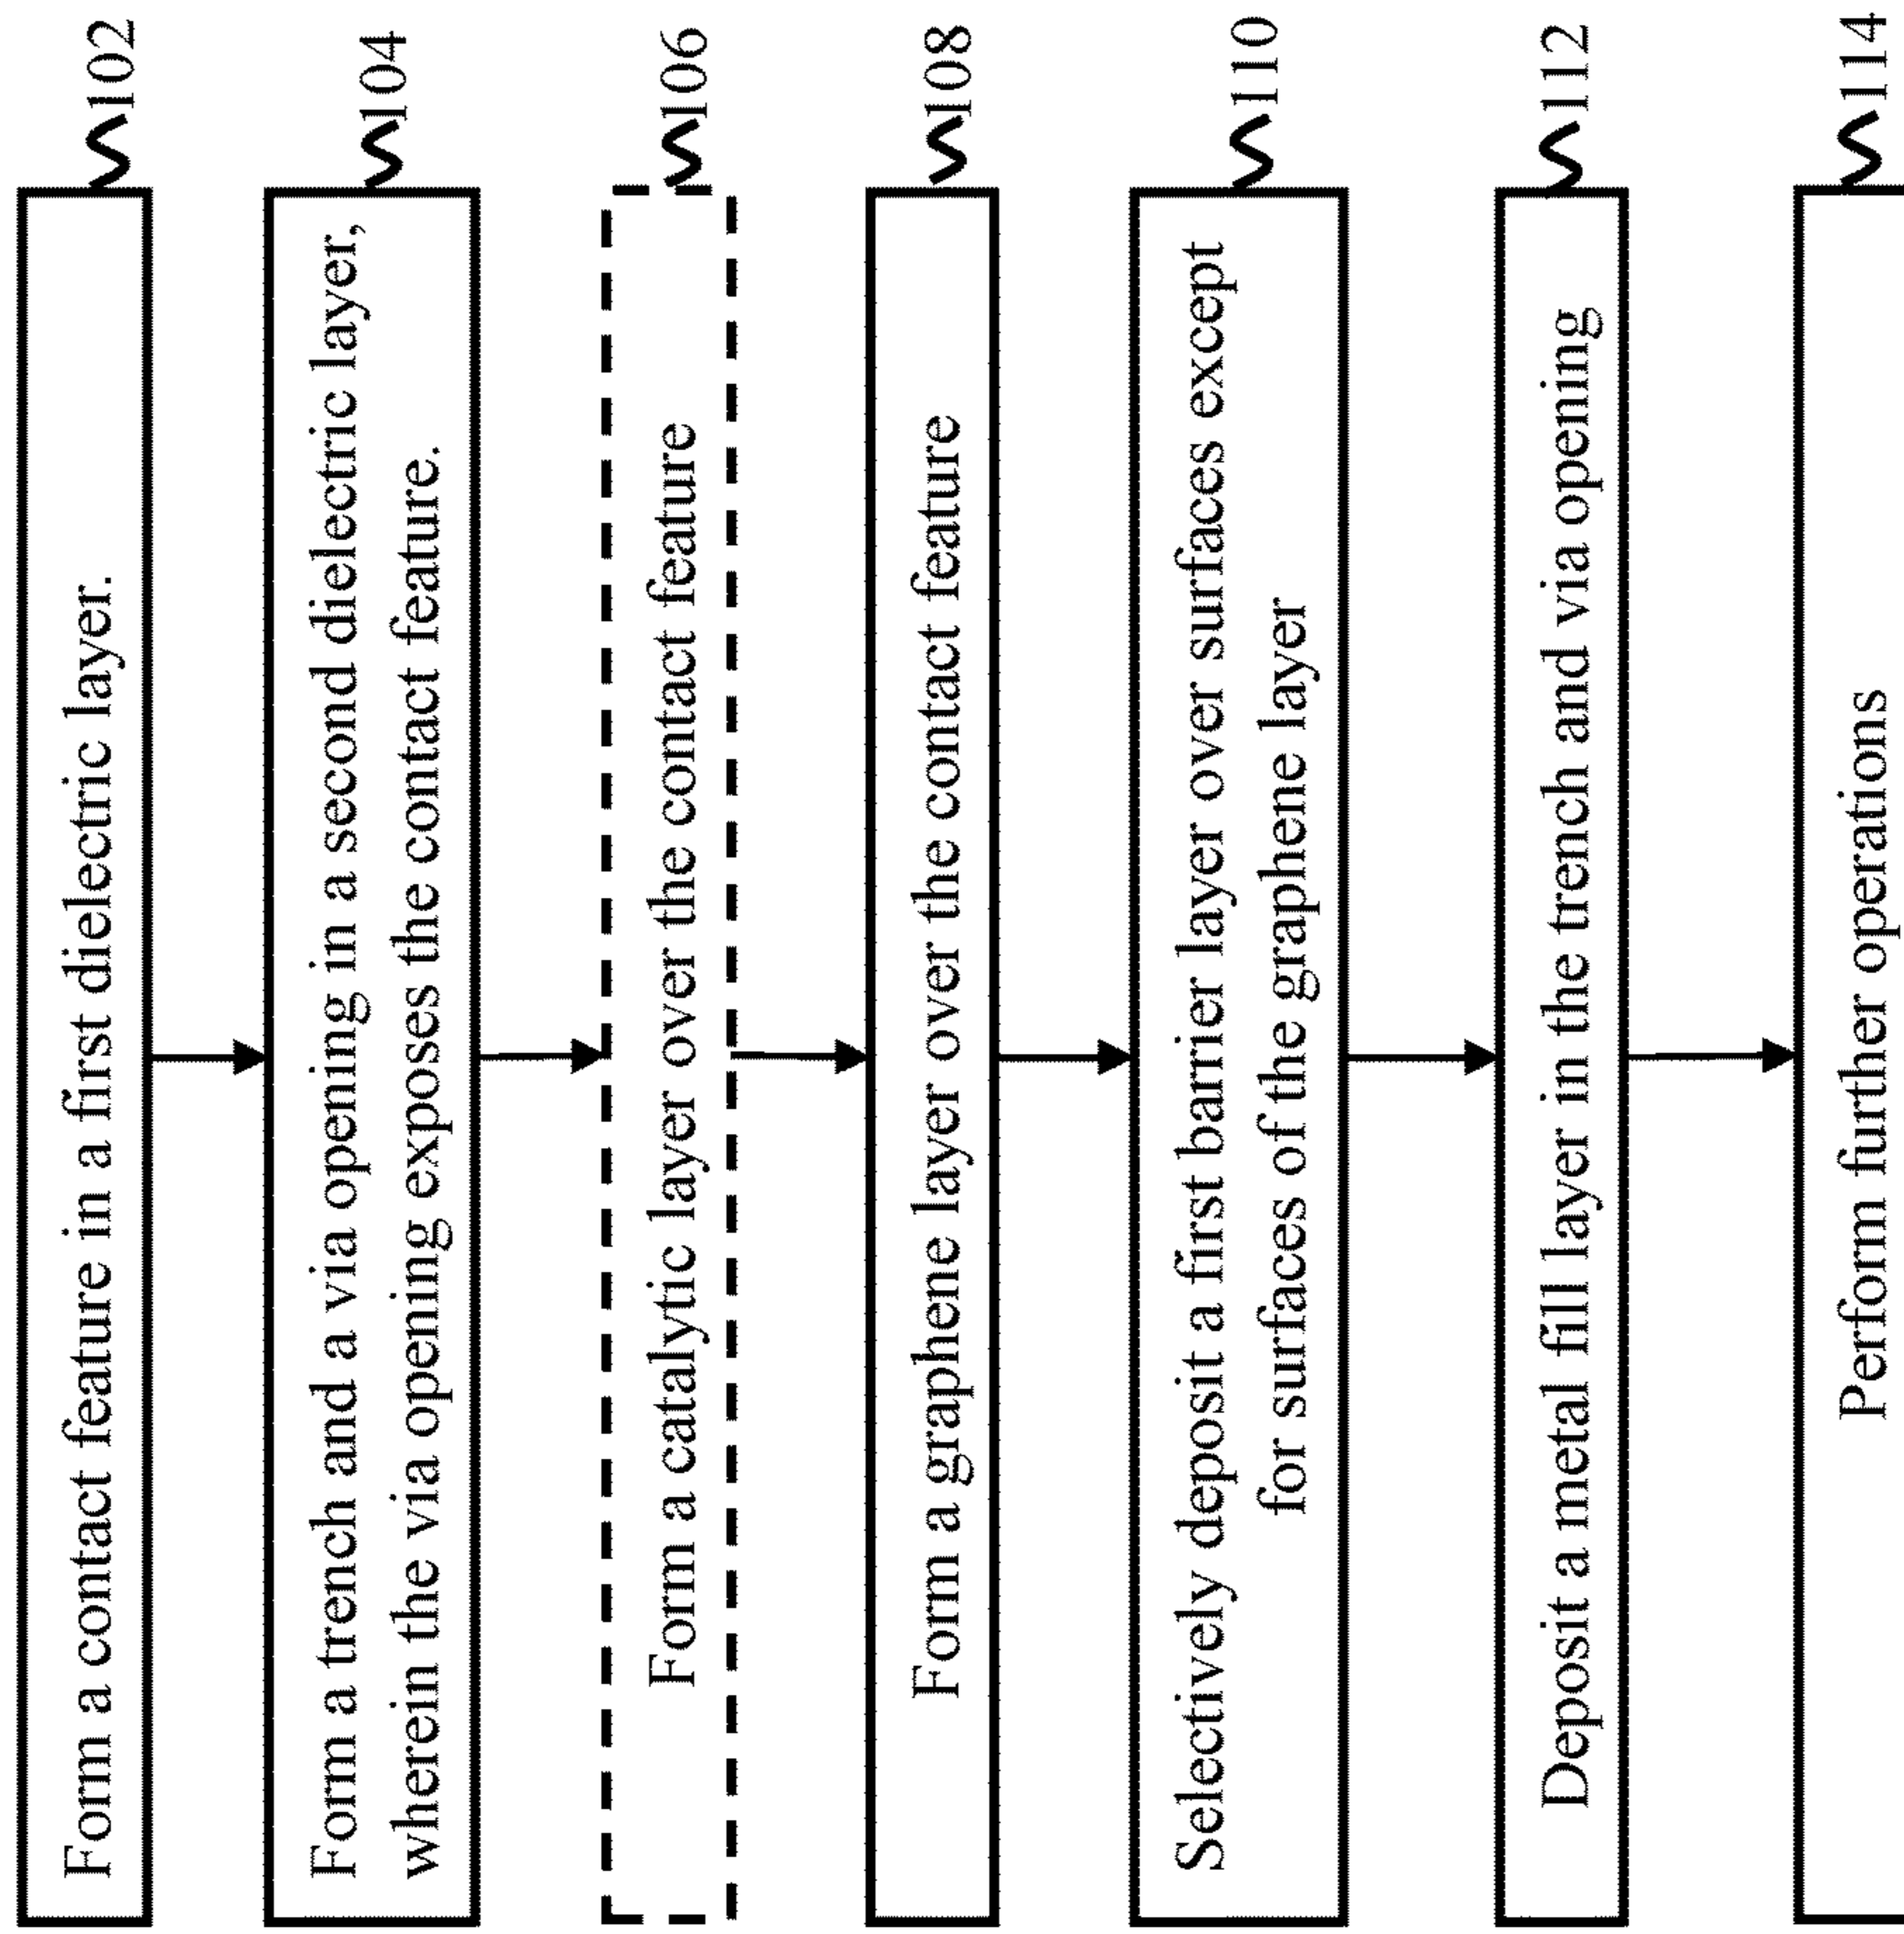 Form a contact feature in a first dielectric layer.
102
Form a trench and a via opening in a second dielectric layer,
wherein the via opening exposes the contact feature.
104
Form a catalytic layer over the contact feature
106
Form a graphene layer over the contact feature
108
Selectively deposit a first barrier layer over surfaces except
for surfaces of the graphene layer
110
Deposit a metal fill layer in the trench and via opening
112
Perform further operations
114